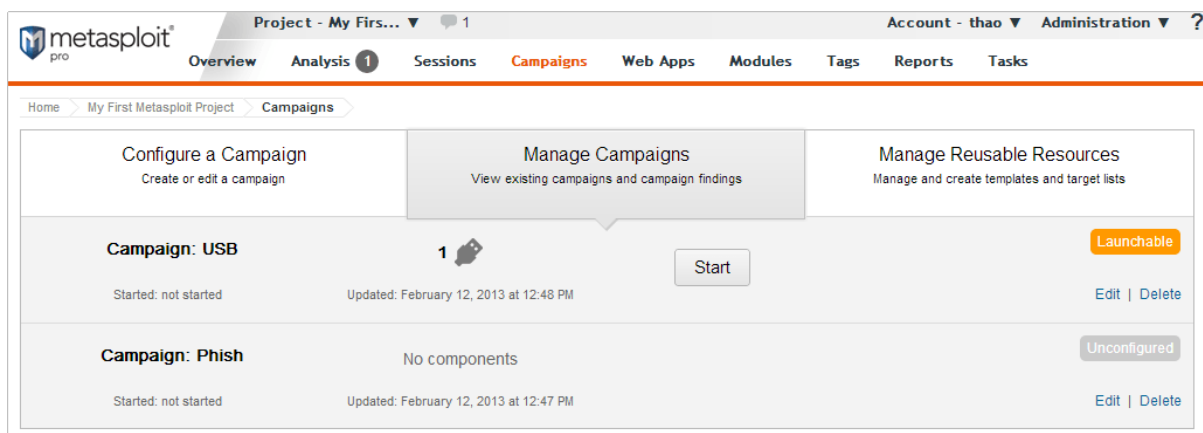 Project - My Firs... ▼ 1 Account - thao ▼ Administration ▼ ?
metasploit®
pro
Overview Analysis 1 Sessions Campaigns Web Apps Modules Tags Reports Tasks
Home My First Metasploit Project Campaigns
Configure a Campaign Manage Campaigns Manage Reusable Resources
Create or edit a campaign View existing campaigns and campaign findings Manage and create templates and target lists
Campaign: USB 1 Start Launchable
Started: not started Updated: February 12, 2013 at 12:48 PM Edit | Delete
Campaign: Phish No components Unconfigured
Started: not started Updated: February 12, 2013 at 12:47 PM Edit | Delete